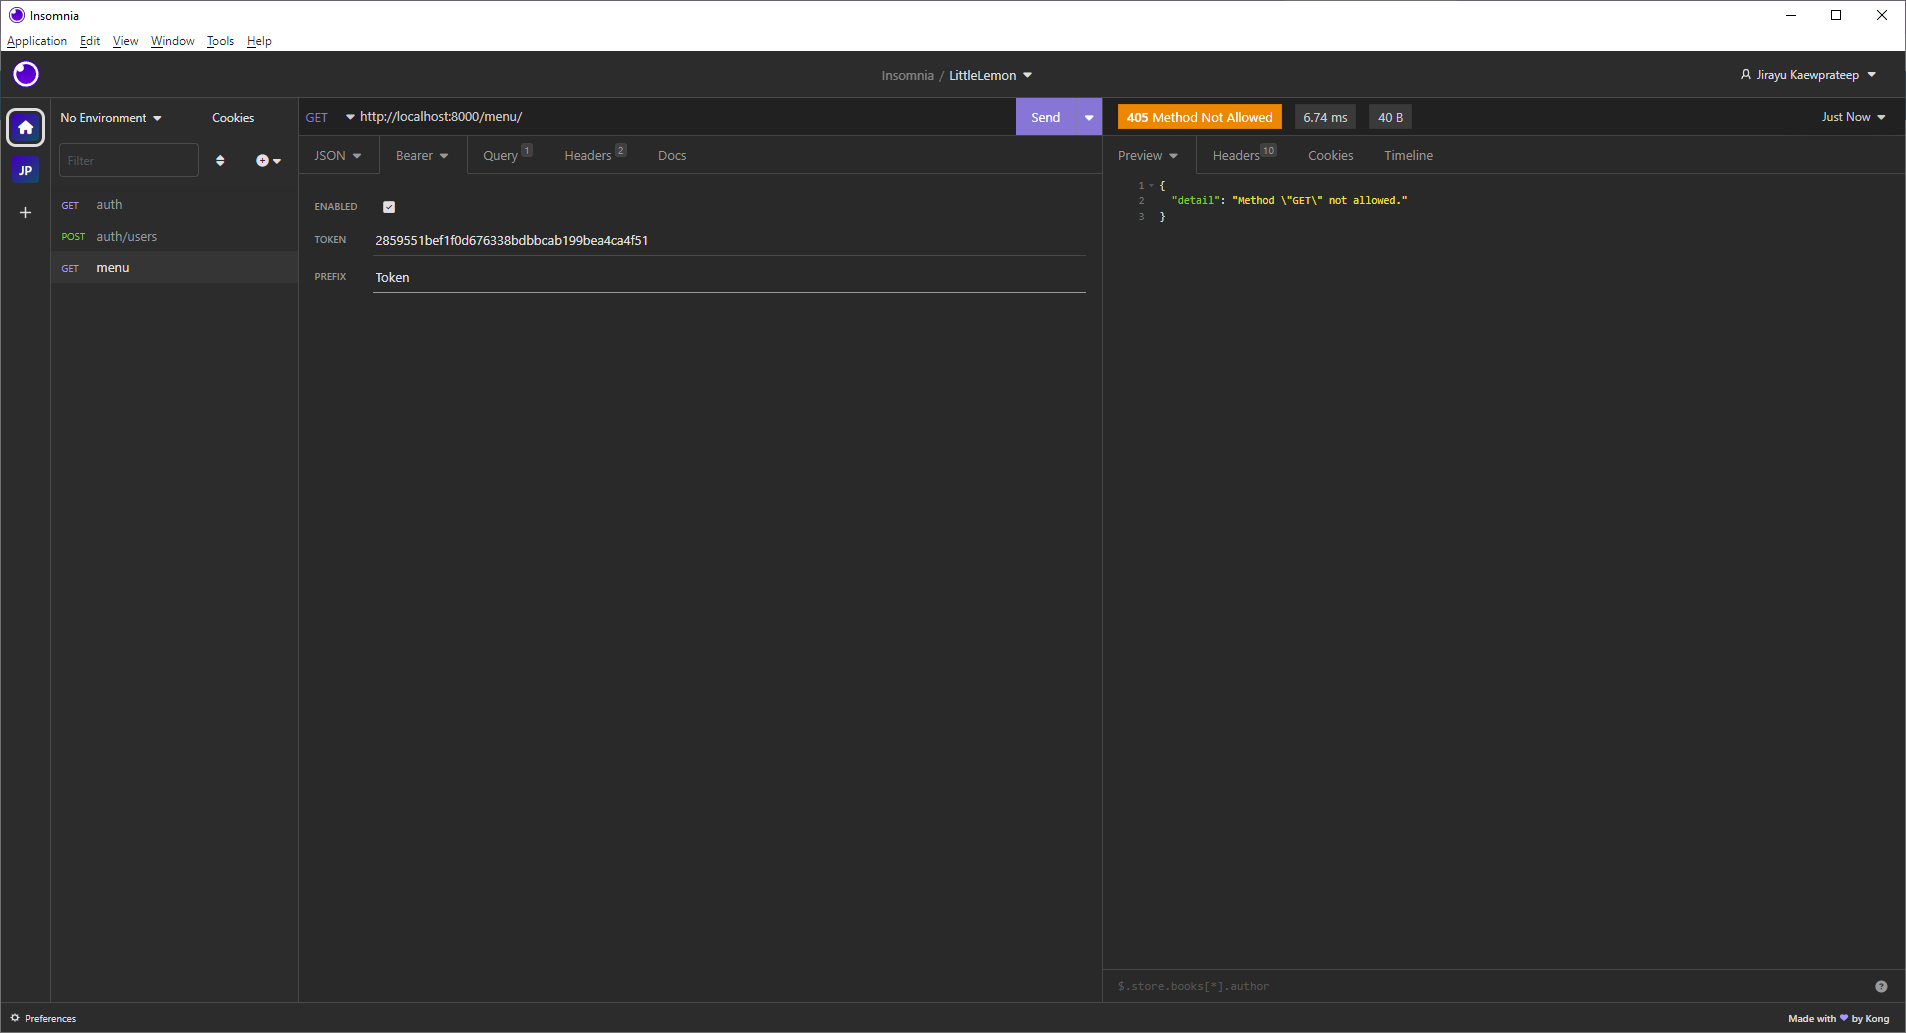 Insomnia
Application Edit View Window Tools Help
Insomnia / LittleLemon
Jirayu Kaewprateep
No Environment
Cookies
GET http://localhost:8000/menu/
Send
405 Method Not Allowed
6.74 ms
40 B
Just Now
JP
Filter
JSON
Bearer
Query 1
Headers 2
Docs
Preview
Headers 10
Cookies
Timeline
GET auth
POST auth/users
GET menu
ENABLED
TOKEN 2859551bef1f0d676338bdbbcab199bea4ca4f51
PREFIX Token
1 {
2 "detail": "Method \"GET\" not allowed."
3 }
$.store.books[*].author
?
Preferences
Made with ♥ by Kong